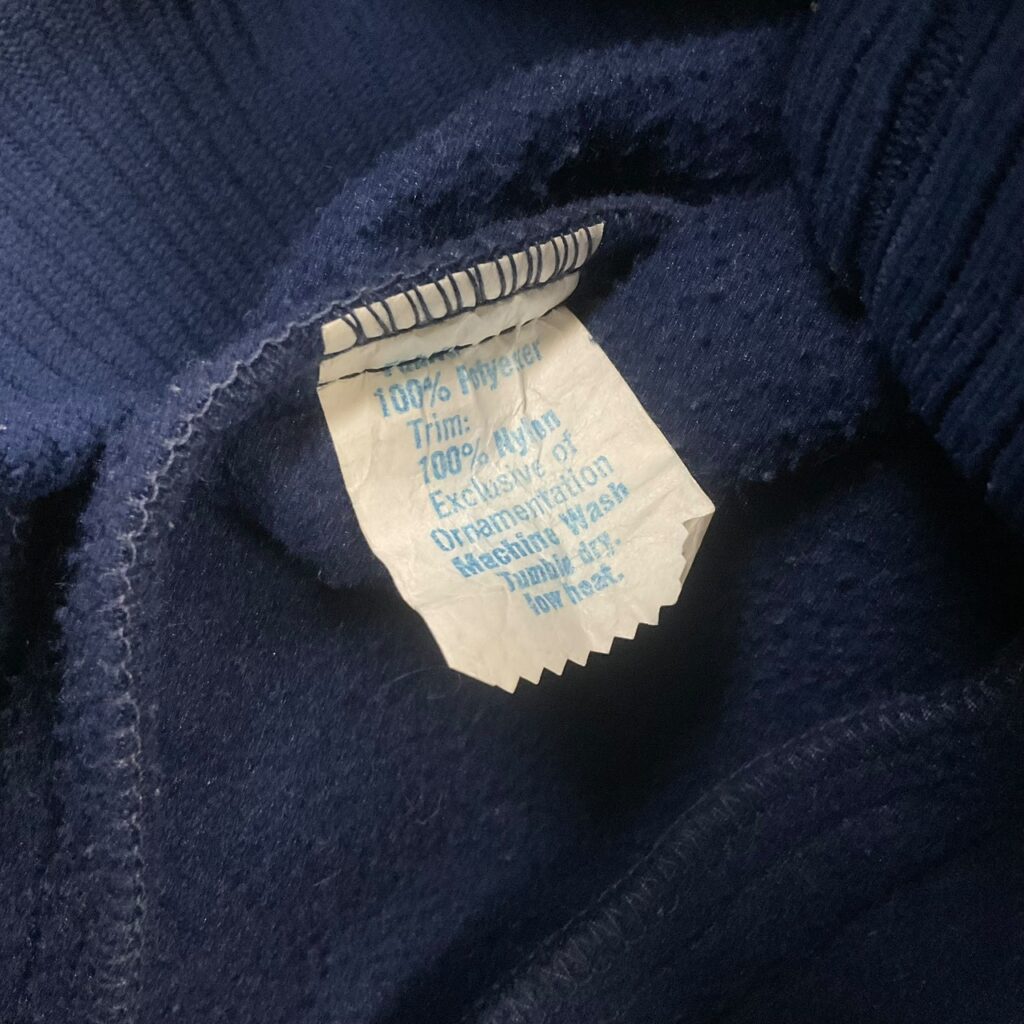 100% Polyester
Trim:
100% Nylon
Exclusive of
Ornamentation
Machine Wash
Tumble dry.
low heat.